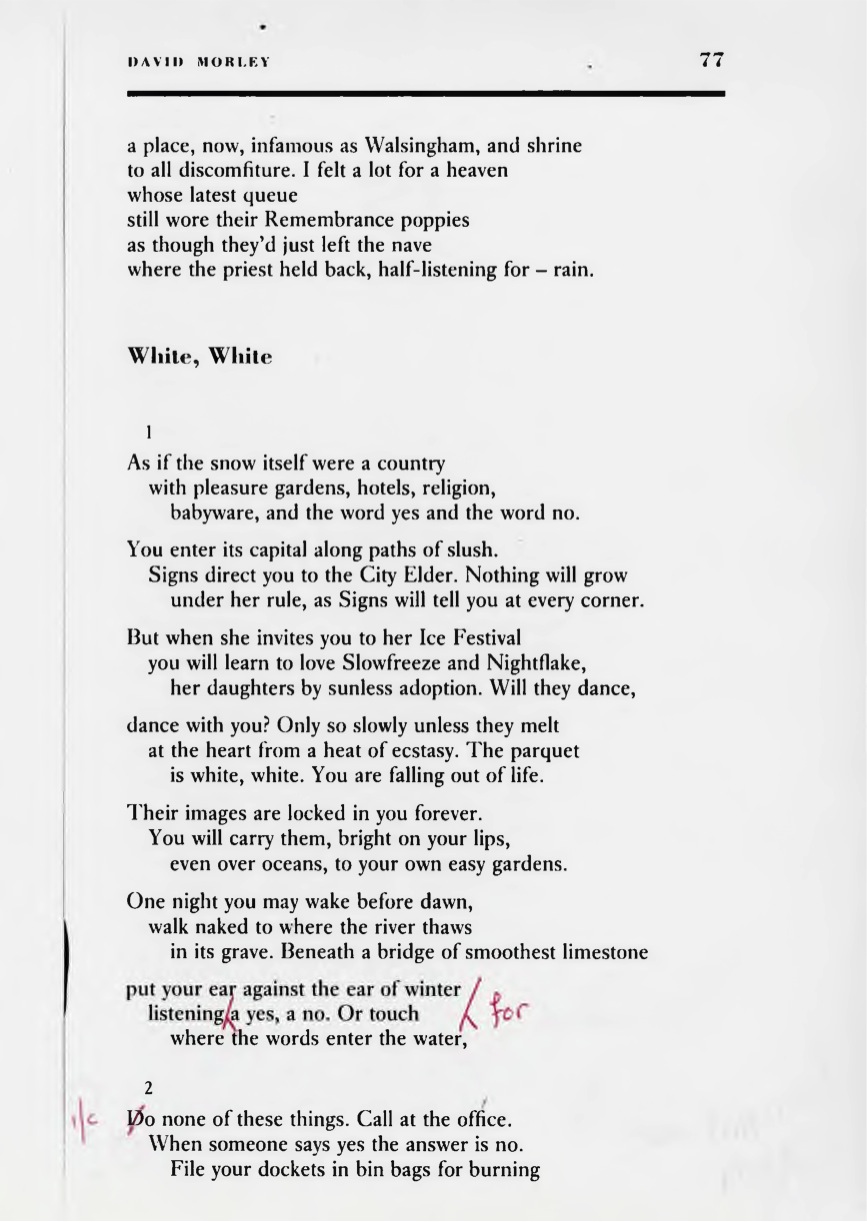 DAVID MORLEY 77
a place, now, infamous as Walsingham, and shrine
to all discomfiture. I felt a lot for a heaven
whose latest queue
still wore their Remembrance poppies
as though they'd just left the nave
where the priest held back, half-listening for – rain.
White, White
1
As if the snow itself were a country
with pleasure gardens, hotels, religion,
babyware, and the word yes and the word no.
You enter its capital along paths of slush.
Signs direct you to the City Elder. Nothing will grow
under her rule, as Signs will tell you at every corner.
But when she invites you to her Ice Festival
you will learn to love Slowfreeze and Nightflake,
her daughters by sunless adoption. Will they dance,
dance with you? Only so slowly unless they melt
at the heart from a heat of ecstasy. The parquet
is white, white. You are falling out of life.
Their images are locked in you forever.
You will carry them, bright on your lips,
even over oceans, to your own easy gardens.
One night you may wake before dawn,
walk naked to where the river thaws
in its grave. Beneath a bridge of smoothest limestone
put your ear against the ear of winter
listening a yes, a no. Or touch
for
where the words enter the water,
2
l/c Do none of these things. Call at the office.
When someone says yes the answer is no.
File your dockets in bin bags for burning